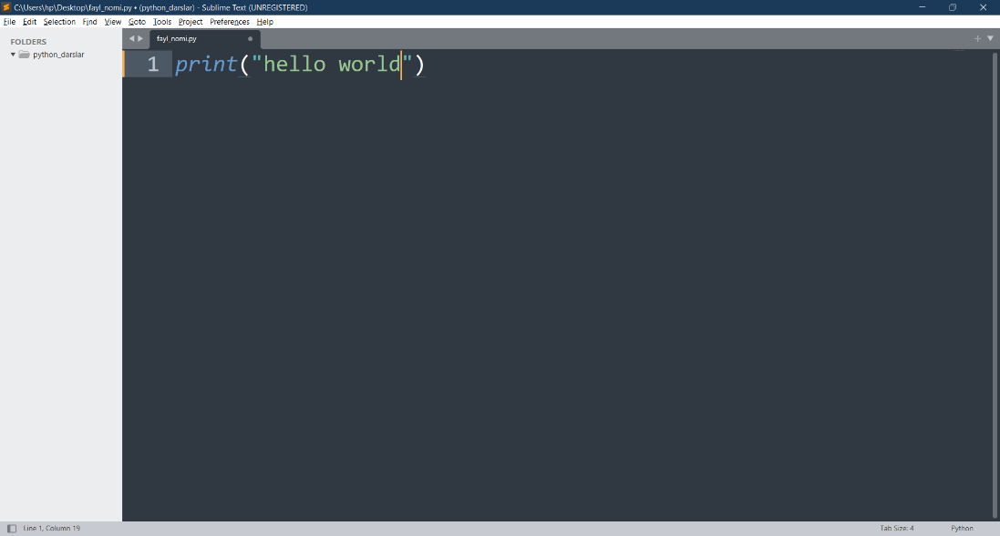 C:\Users\hp\Desktop\fayl_nomi.py • (python_darslar) - Sublime Text (UNREGISTERED)
File Edit Selection Find View Goto Tools Project Preferences Help
FOLDERS
python_darslar
fayl_nomi.py
1 print("hello world")
Line 1, Column 19
Tab Size: 4
Python